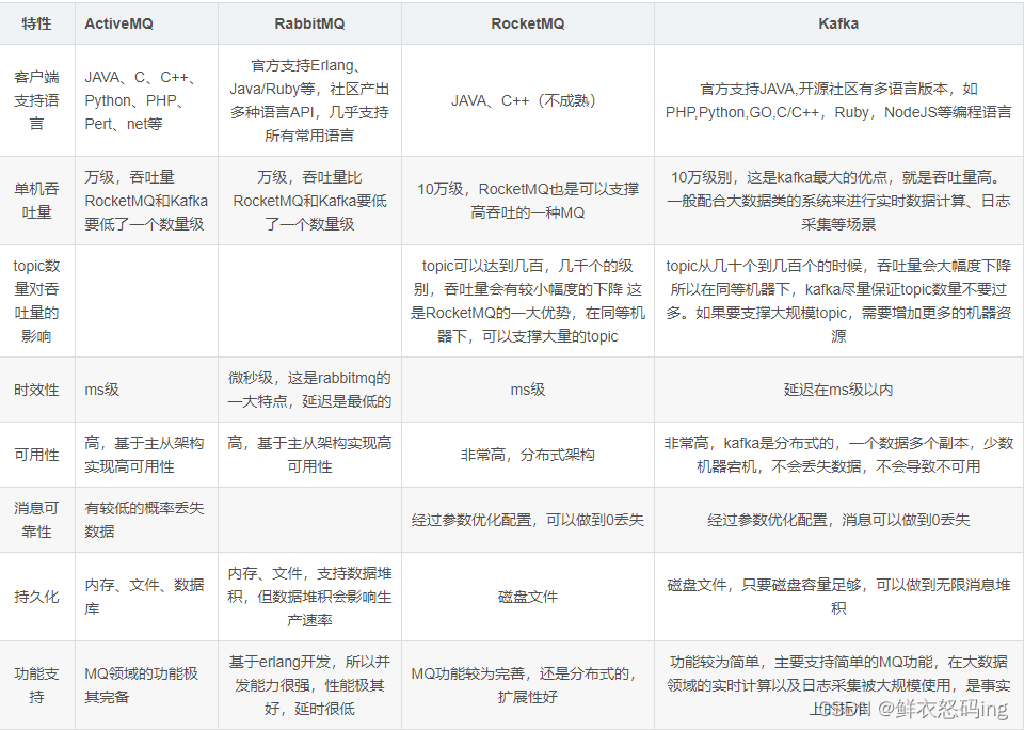 特性 ActiveMQ RabbitMQ RocketMQ Kafka
客户端
支持语
言
JAVA、C、C++、
Python、PHP、
Pert、net等
官方支持Erlang、
Java/Ruby等，社区产出
多种语言API，几乎支持
所有常用语言
JAVA、C++（不成熟）
官方支持JAVA,开源社区有多语言版本，如
PHP,Python,GO,C/C++，Ruby，NodeJS等编程语言
单机吞
吐量
万级，吞吐量
RocketMQ和Kafka
要低了一个数量级
万级，吞吐量比
RocketMQ和Kafka要低
了一个数量级
10万级，RocketMQ也是可以支撑
高吞吐的一种MQ
10万级别，这是kafka最大的优点，就是吞吐量高。
一般配合大数据类的系统来进行实时数据计算、日志
采集等场景
topic数
量对吞
吐量的
影响
topic可以达到几百，几千个的级
别，吞吐量会有较小幅度的下降 这
是RocketMQ的一大优势，在同等机
器下，可以支撑大量的topic
topic从几十个到几百个的时候，吞吐量会大幅度下降
所以在同等机器下，kafka尽量保证topic数量不要过
多。如果要支撑大规模topic，需要增加更多的机器资
源
时效性
ms级
微秒级，这是rabbitmq的
一大特点，延迟是最低的
ms级
延迟在ms级以内
可用性
高，基于主从架构
实现高可用性
高，基于主从架构实现高
可用性
非常高，分布式架构
非常高，kafka是分布式的，一个数据多个副本，少数
机器宕机，不会丢失数据，不会导致不可用
消息可
靠性
有较低的概率丢失
数据
经过参数优化配置，可以做到0丢失
经过参数优化配置，消息可以做到0丢失
持久化
内存、文件、数据
库
内存、文件，支持数据堆
积，但数据堆积会影响生
产速率
磁盘文件
磁盘文件，只要磁盘容量足够，可以做到无限消息堆
积
功能支
持
MQ领域的功能极
其完备
基于erlang开发，所以并
发能力很强，性能极其
好，延时很低
MQ功能较为完善，还是分布式的，
扩展性好
功能较为简单，主要支持简单的MQ功能，在大数据
领域的实时计算以及日志采集被大规模使用，是事实
上的标准
CSDN @鲜衣怒码ing